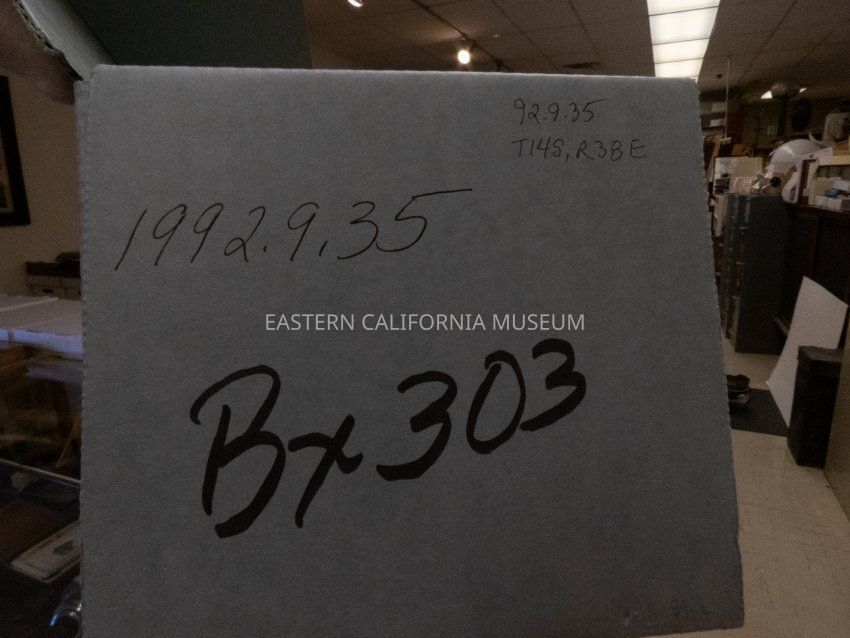 92.9.35
T14S, R38E
1992.9.35
EASTERN CALIFORNIA MUSEUM
Bx 303